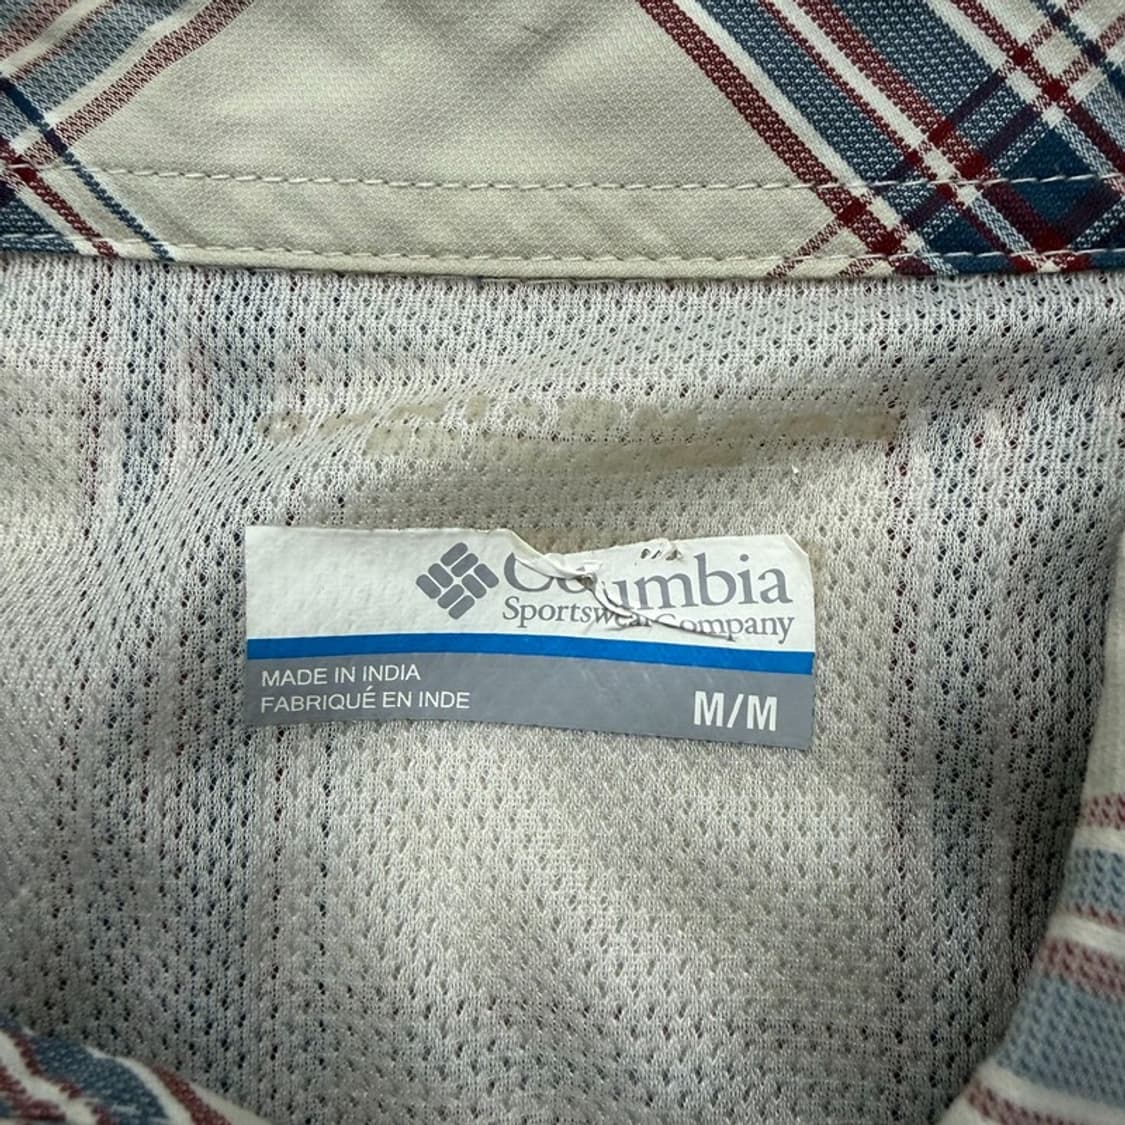 Columbia
Sportswear Company
MADE IN INDIA
FABRIQUÉ EN INDE
M/M